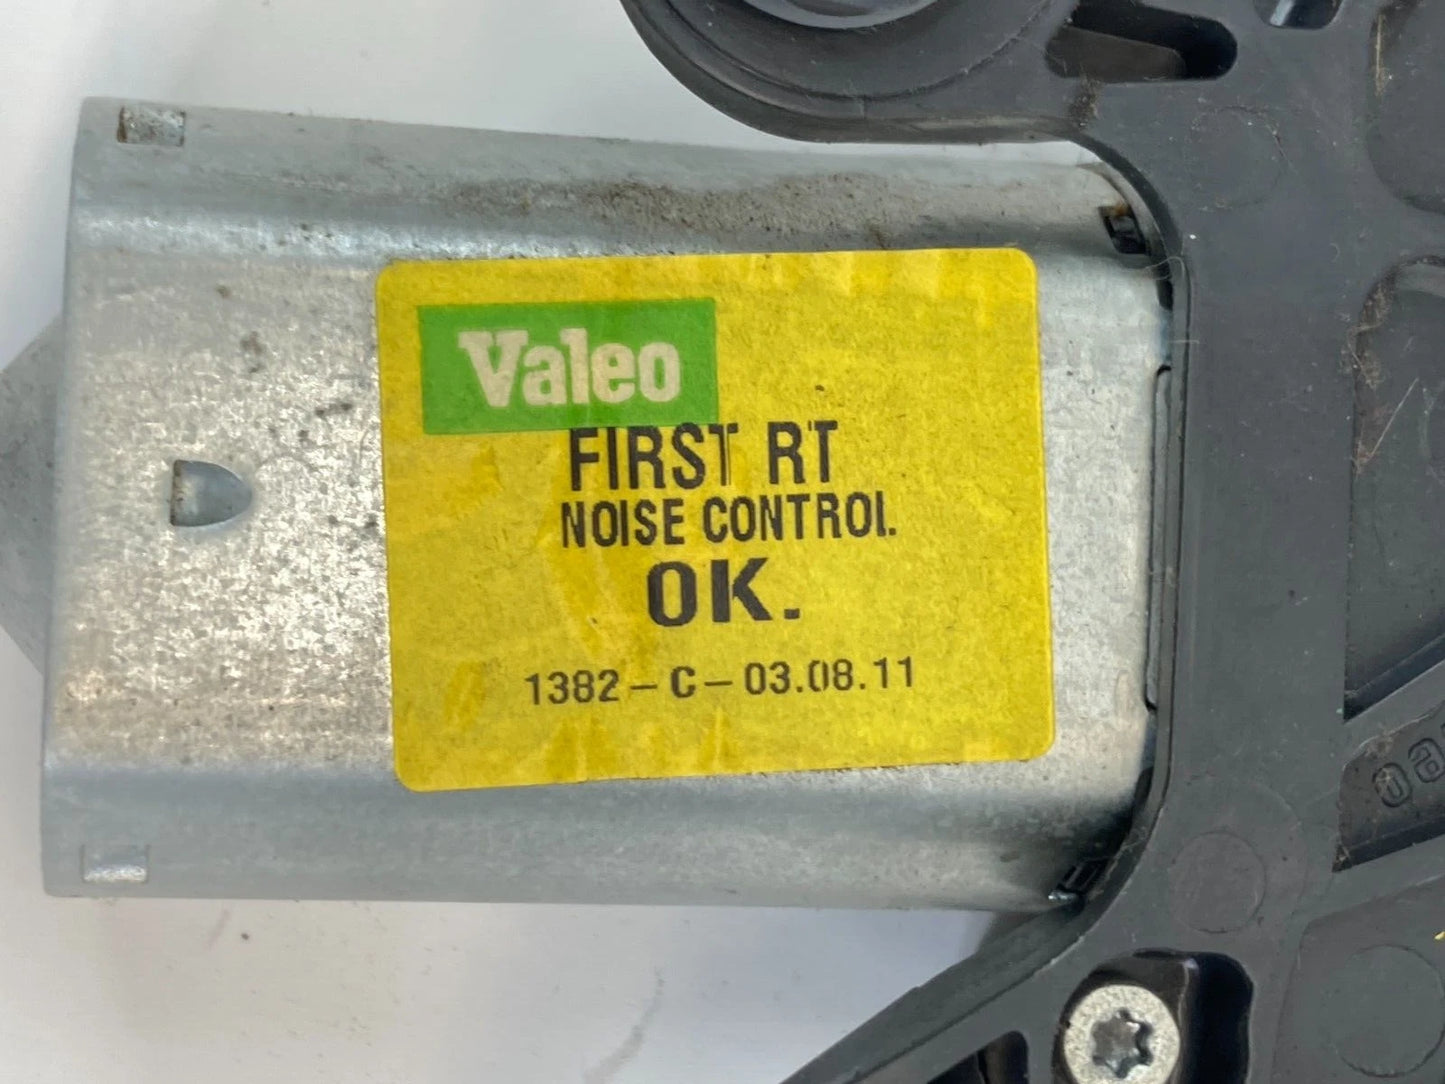 Valeo
FIRST RT
NOISE CONTROL
OK.
1382-C-03.08.11